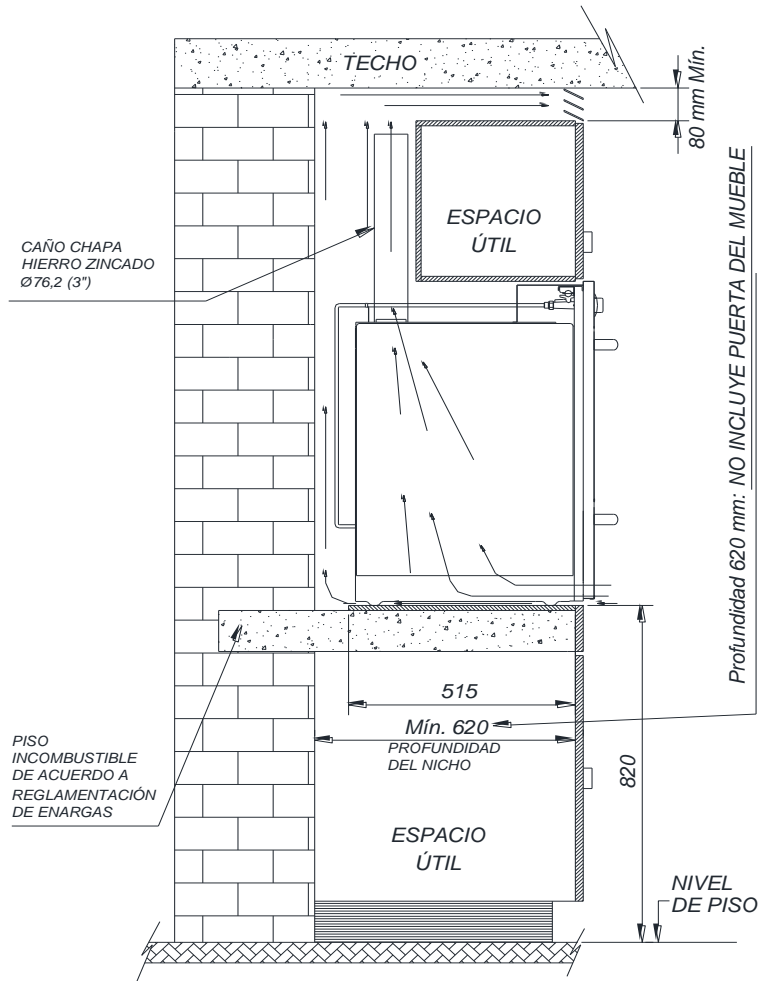 TECHO
80 mm Mín.
ESPACIO
ÚTIL
CAÑO CHAPA
HIERRO ZINCADO
Ø76,2 (3")
Profundidad 620 mm: NO INCLUYE PUERTA DEL MUEBLE
515
Mín. 620
PROFUNDIDAD
DEL NICHO
PISO
INCOMBUSTIBLE
DE ACUERDO A
REGLAMENTACIÓN
DE ENARGAS
820
ESPACIO
ÚTIL
NIVEL
DE PISO